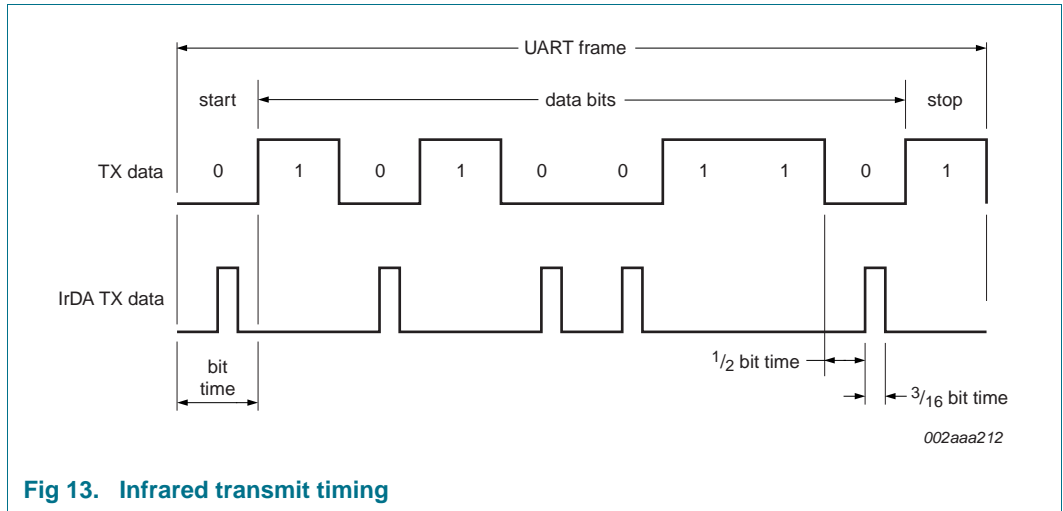 UART frame
start data bits stop
TX data 0 1 0 1 0 0 1 1 0 1
IrDA TX data
bit
time
1/2 bit time
3/16 bit time
002aaa212
Fig 13. Infrared transmit timing